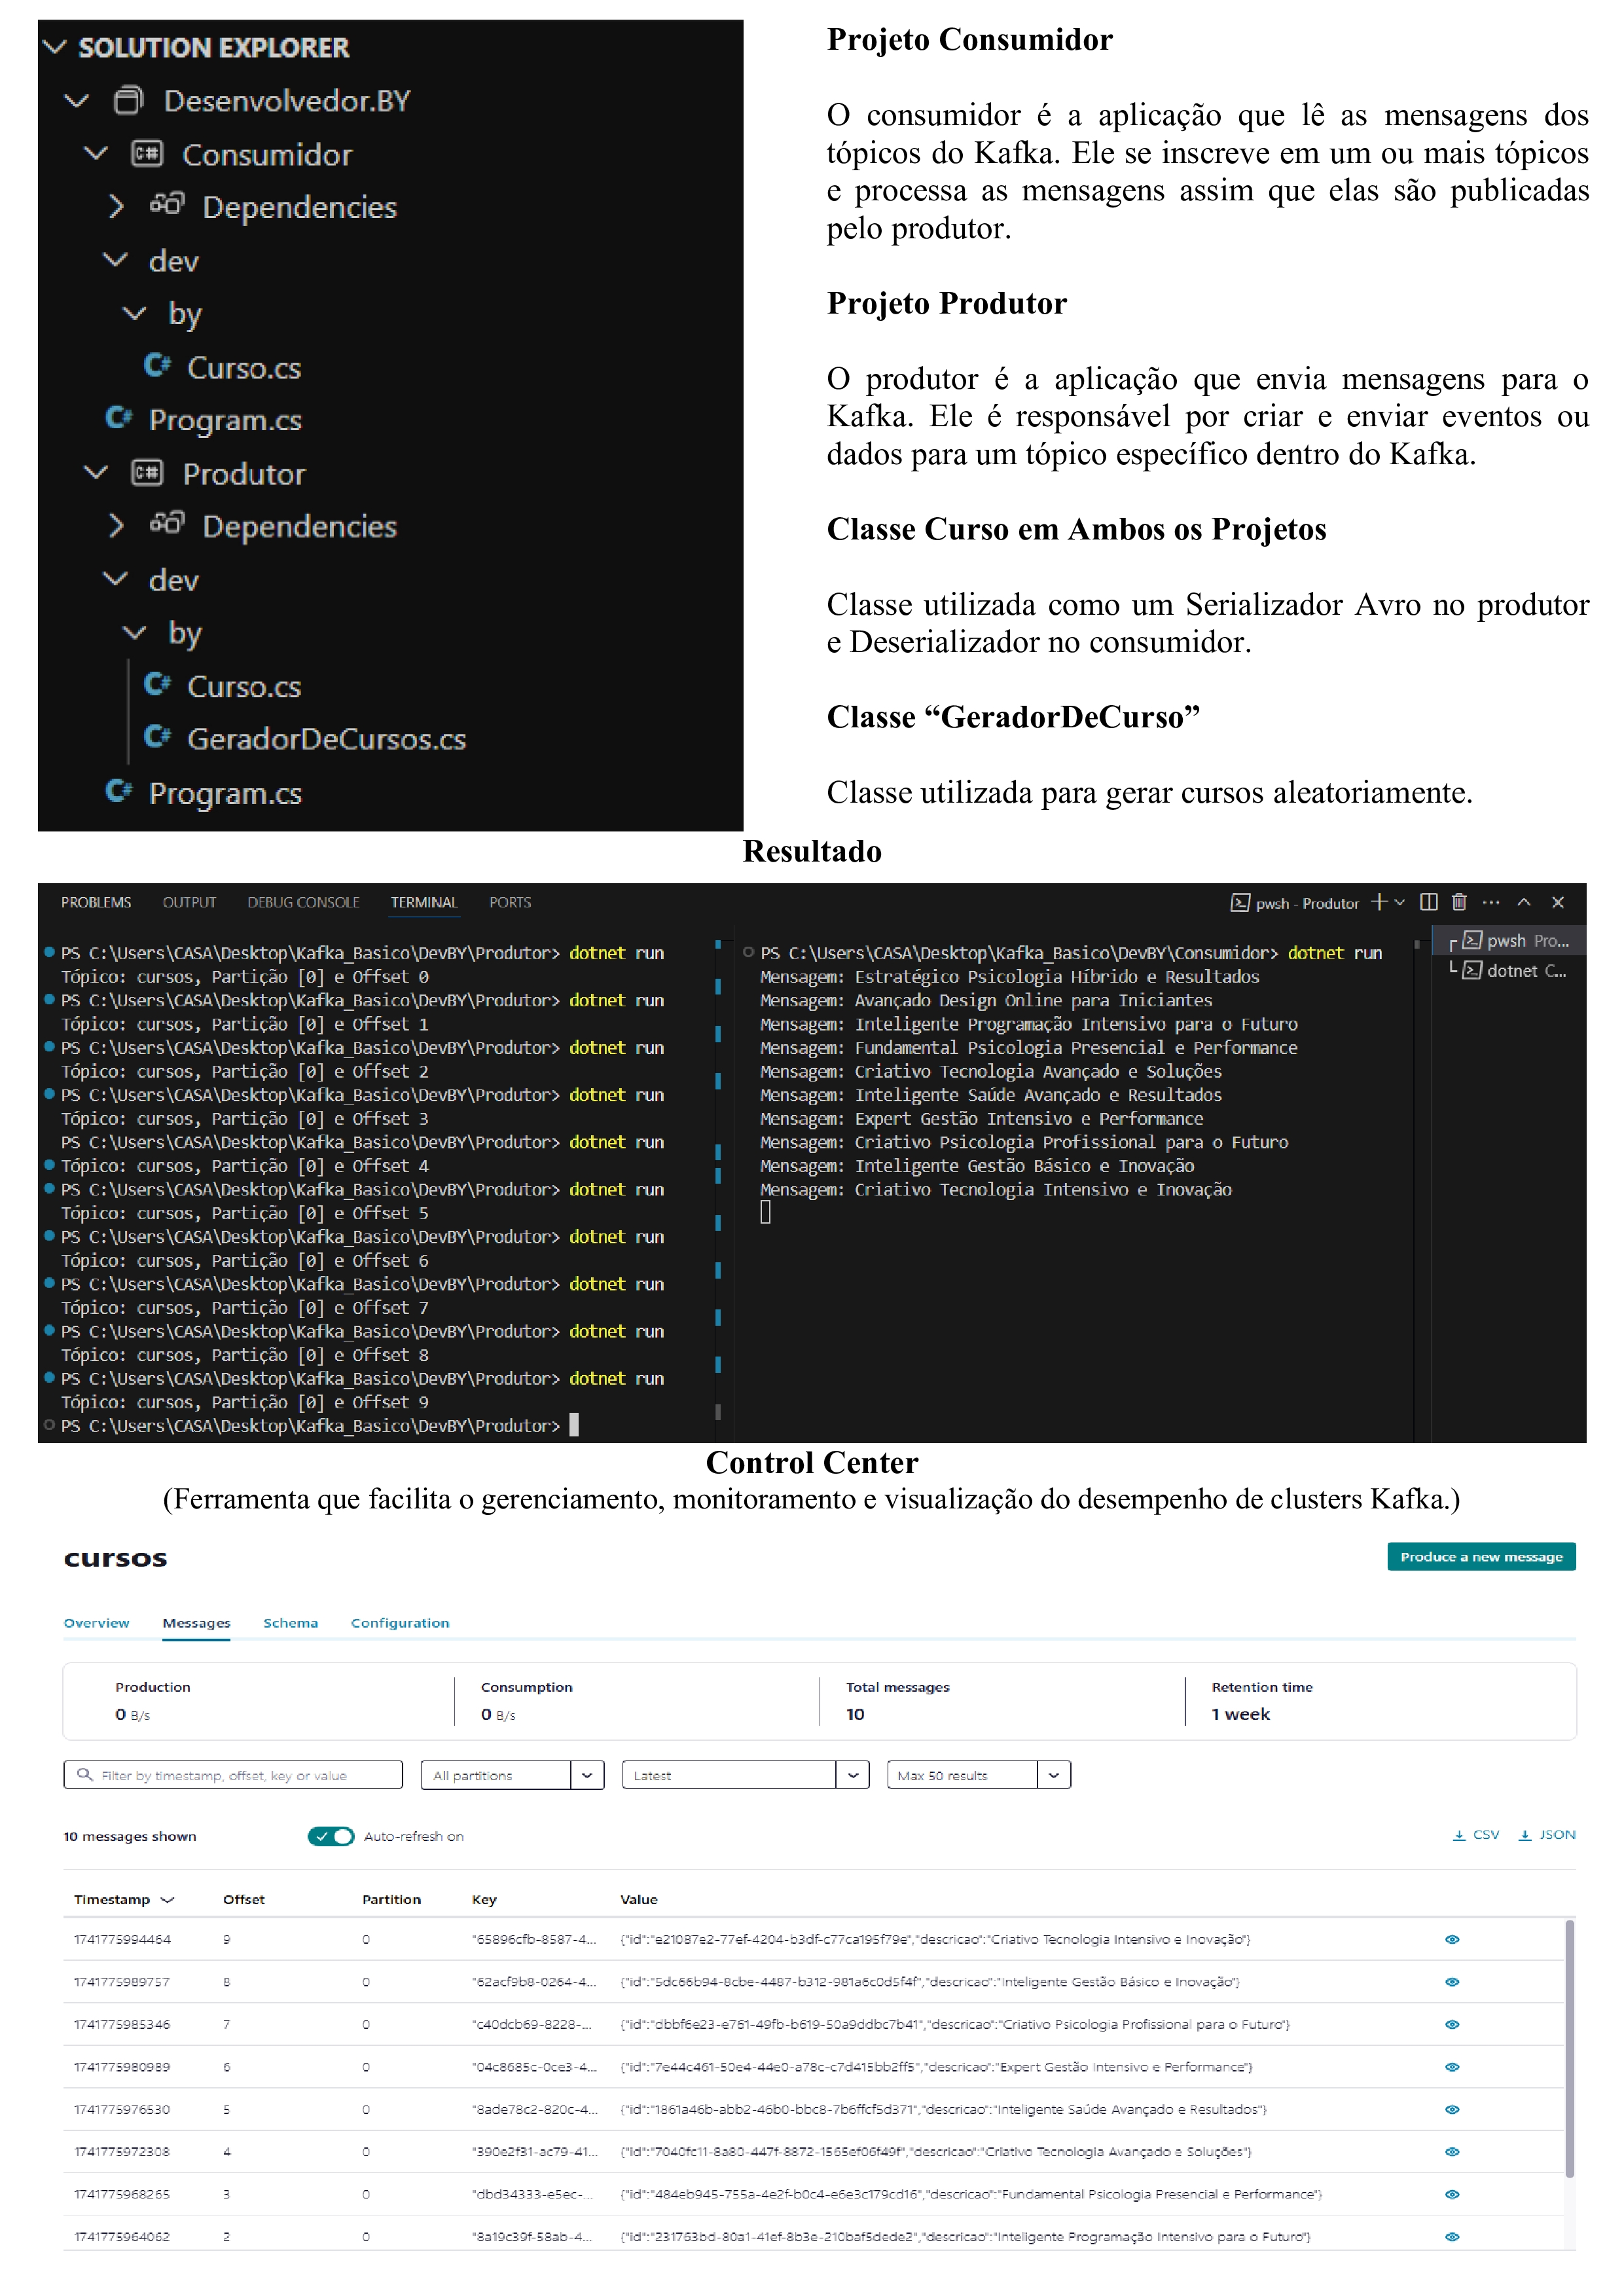 SOLUTION EXPLORER
Desenvolvedor.BY
Consumidor
Dependencies
dev
by
Curso.cs
Program.cs
Produtor
Dependencies
dev
by
Curso.cs
GeradorDeCursos.cs
Program.cs
Projeto Consumidor
O consumidor é a aplicação que lê as mensagens dos
tópicos do Kafka. Ele se inscreve em um ou mais tópicos
e processa as mensagens assim que elas são publicadas
pelo produtor.
Projeto Produtor
O produtor é a aplicação que envia mensagens para o
Kafka. Ele é responsável por criar e enviar eventos ou
dados para um tópico específico dentro do Kafka.
Classe Curso em Ambos os Projetos
Classe utilizada como um Serializador Avro no produtor
e Deserializador no consumidor.
Classe “GeradorDeCurso”
Classe utilizada para gerar cursos aleatoriamente.
Resultado
PROBLEMS OUTPUT DEBUG CONSOLE TERMINAL PORTS pwsh - Produtor
PS C:\Users\CASA\Desktop\Kafka_Basico\DevBY\Produtor> dotnet run
Tópico: cursos, Partição [0] e Offset 0
PS C:\Users\CASA\Desktop\Kafka_Basico\DevBY\Produtor> dotnet run
Tópico: cursos, Partição [0] e Offset 1
PS C:\Users\CASA\Desktop\Kafka_Basico\DevBY\Produtor> dotnet run
Tópico: cursos, Partição [0] e Offset 2
PS C:\Users\CASA\Desktop\Kafka_Basico\DevBY\Produtor> dotnet run
Tópico: cursos, Partição [0] e Offset 3
PS C:\Users\CASA\Desktop\Kafka_Basico\DevBY\Produtor> dotnet run
Tópico: cursos, Partição [0] e Offset 4
PS C:\Users\CASA\Desktop\Kafka_Basico\DevBY\Produtor> dotnet run
Tópico: cursos, Partição [0] e Offset 5
PS C:\Users\CASA\Desktop\Kafka_Basico\DevBY\Produtor> dotnet run
Tópico: cursos, Partição [0] e Offset 6
PS C:\Users\CASA\Desktop\Kafka_Basico\DevBY\Produtor> dotnet run
Tópico: cursos, Partição [0] e Offset 7
PS C:\Users\CASA\Desktop\Kafka_Basico\DevBY\Produtor> dotnet run
Tópico: cursos, Partição [0] e Offset 8
PS C:\Users\CASA\Desktop\Kafka_Basico\DevBY\Produtor> dotnet run
Tópico: cursos, Partição [0] e Offset 9
PS C:\Users\CASA\Desktop\Kafka_Basico\DevBY\Produtor>
PS C:\Users\CASA\Desktop\Kafka_Basico\DevBY\Consumidor> dotnet run
Mensagem: Estratégico Psicologia Híbrido e Resultados
Mensagem: Avançado Design Online para Iniciantes
Mensagem: Inteligente Programação Intensivo para o Futuro
Mensagem: Fundamental Psicologia Presencial e Performance
Mensagem: Criativo Tecnologia Avançado e Soluções
Mensagem: Inteligente Saúde Avançado e Resultados
Mensagem: Expert Gestão Intensivo e Performance
Mensagem: Criativo Psicologia Profissional para o Futuro
Mensagem: Inteligente Gestão Básico e Inovação
Mensagem: Criativo Tecnologia Intensivo e Inovação
pwsh Pro...
dotnet C...
Control Center
(Ferramenta que facilita o gerenciamento, monitoramento e visualização do desempenho de clusters Kafka.)
cursos
Produce a new message
Overview Messages Schema Configuration
Production Consumption Total messages Retention time
0 B/s 0 B/s 10 1 week
Filter by timestamp, offset, key or value All partitions Latest Max 50 results
10 messages shown Auto-refresh on CSV JSON
Timestamp Offset Partition Key Value
1741775994464 9 0 "65896cfb-8587-4... {"id":"e21087e2-77ef-4204-b3df-c77ca195f79e","descricao":"Criativo Tecnologia Intensivo e Inovação"}
1741775989757 8 0 "62acf9b8-0264-4... {"id":"5dc66b94-8cbe-4487-b312-981a6c0d5f4f","descricao":"Inteligente Gestão Básico e Inovação"}
1741775985346 7 0 "c40dcb69-8228-... {"id":"dbbf6e23-e761-49fb-b619-50a9ddbc7b41","descricao":"Criativo Psicologia Profissional para o Futuro"}
1741775980989 6 0 "04c8685c-0ce3-4... {"id":"7e44c461-50e4-44e0-a78c-c7d415bb2ff5","descricao":"Expert Gestão Intensivo e Performance"}
1741775976530 5 0 "8ade78c2-820c-4... {"id":"1861a46b-abb2-46b0-bbc8-7b6ffcf5d371","descricao":"Inteligente Saúde Avançado e Resultados"}
1741775972308 4 0 "390e2f31-ac79-41... {"id":"7040fc11-8a80-447f-8872-1565ef06f49f","descricao":"Criativo Tecnologia Avançado e Soluções"}
1741775968265 3 0 "dbd34333-e5ec-... {"id":"484eb945-755a-4e2f-b0c4-e6e3c179cd16","descricao":"Fundamental Psicologia Presencial e Performance"}
1741775964062 2 0 "8a19c39f-58ab-4... {"id":"231763bd-80a1-41ef-8b3e-210baf5dede2","descricao":"Inteligente Programação Intensivo para o Futuro"}